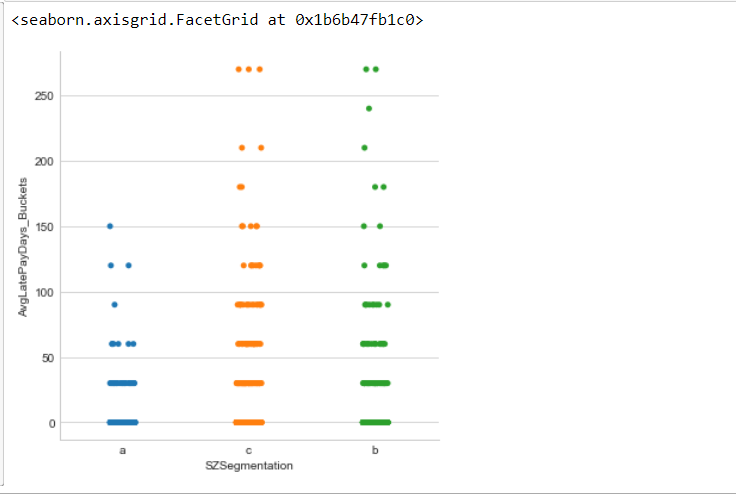 <seaborn.axisgrid.FacetGrid at 0x1b6b47fb1c0>
250
200
150
100
50
0
AvgLatePayDays_Buckets
a c b
SZSegmentation